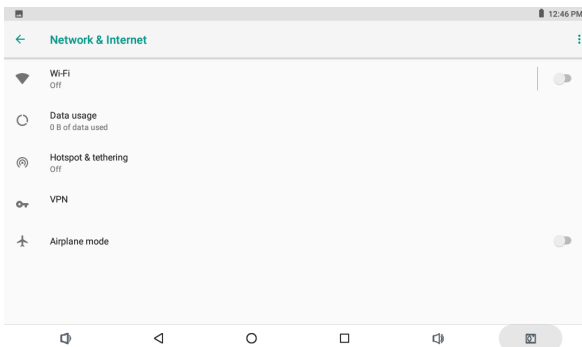 12:46 PM
Network & Internet
Wi-Fi
Off
Data usage
0 B of data used
Hotspot & tethering
Off
VPN
Airplane mode